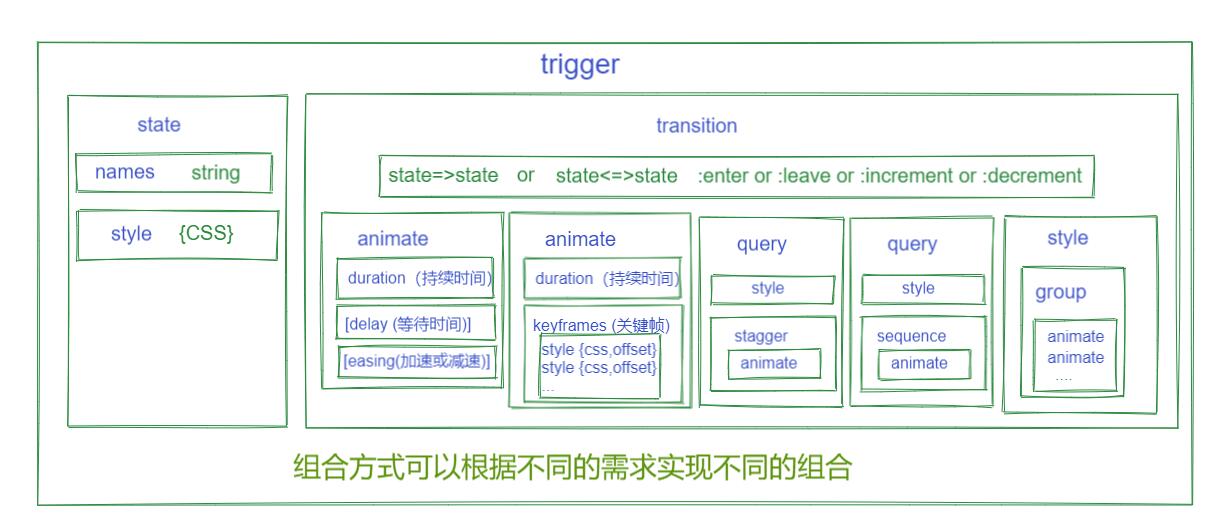 trigger
state
names string
style {CSS}
transition
state=>state or state<=>state :enter or :leave or :increment or :decrement
animate
duration（持续时间）
[delay (等待时间)]
[easing(加速或减速)]
animate
duration（持续时间）
keyframes (关键帧)
style {css,offset}
style {css,offset}
...
query
style
stagger
animate
query
style
sequence
animate
style
group
animate
animate
....
组合方式可以根据不同的需求实现不同的组合